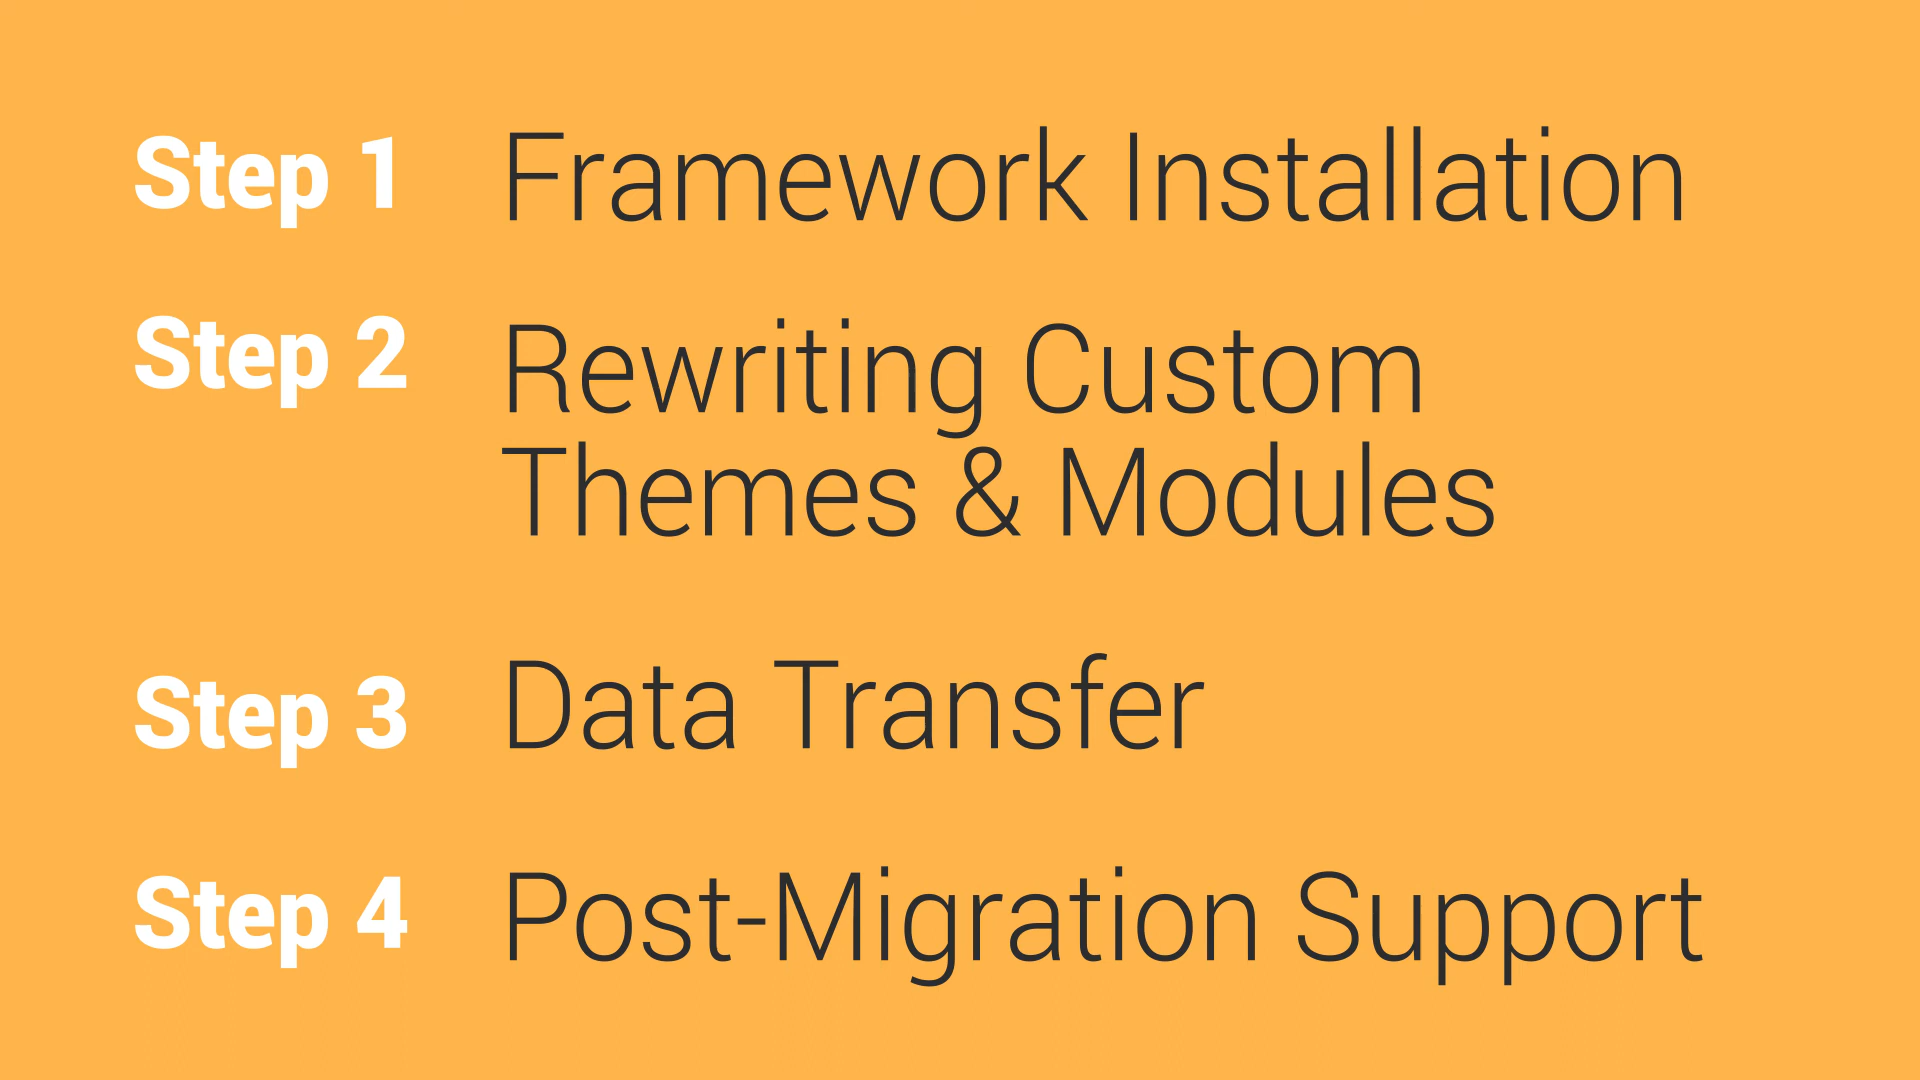 Step 1 Framework Installation
Step 2 Rewriting Custom
Themes & Modules
Step 3 Data Transfer
Step 4 Post-Migration Support